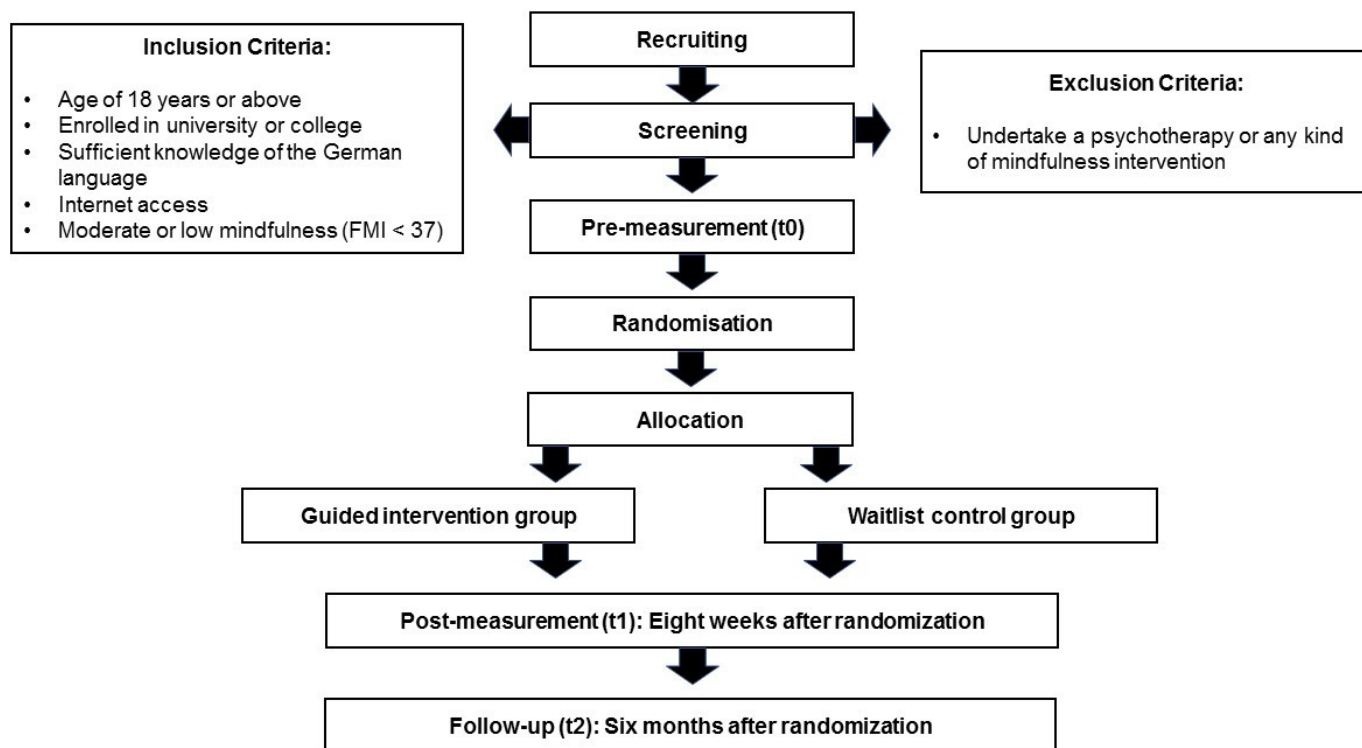 Inclusion Criteria:
• Age of 18 years or above
• Enrolled in university or college
• Sufficient knowledge of the German
language
• Internet access
• Moderate or low mindfulness (FMI < 37)
Recruiting
Screening
Exclusion Criteria:
• Undertake a psychotherapy or any kind
of mindfulness intervention
Pre-measurement (t0)
Randomisation
Allocation
Guided intervention group
Waitlist control group
Post-measurement (t1): Eight weeks after randomization
Follow-up (t2): Six months after randomization